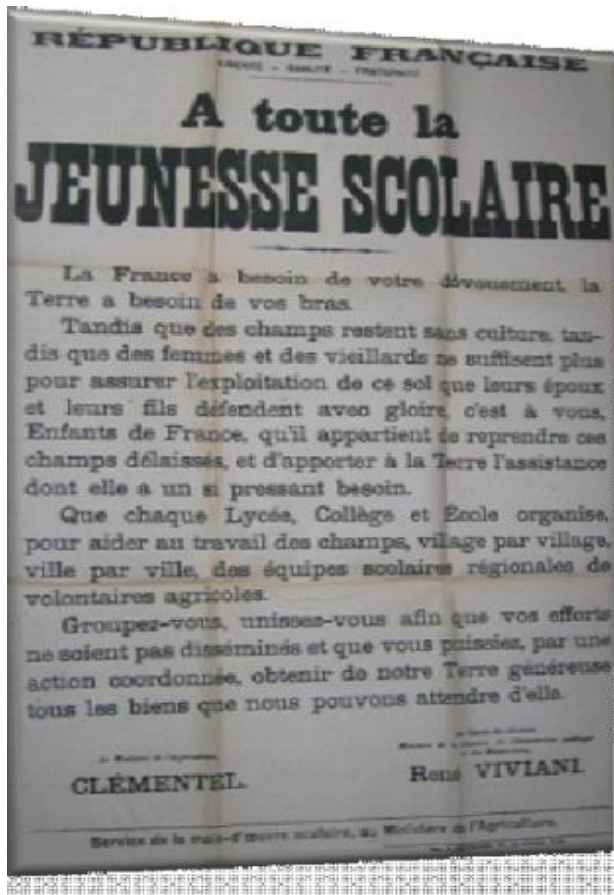 RÉPUBLIQUE FRANÇAISE
LIBERTÉ - ÉGALITÉ - FRATERNITÉ
A toute la
JEUNESSE SCOLAIRE
La France a besoin de votre dévouement, la
Terre a besoin de vos bras.
Tandis que des champs restent sans culture, tan-
dis que des femmes et des vieillards ne suffisent plus
pour assurer l'exploitation de ce sol que leurs époux
et leurs fils défendent avec gloire, c'est à vous,
Enfants de France, qu'il appartient de reprendre ces
champs délaissés, et d'apporter à la Terre l'assistance
dont elle a un si pressant besoin.
Que chaque Lycée, Collège et École organise,
pour aider au travail des champs, village par village,
ville par ville, des équipes scolaires régionales de
volontaires agricoles.
Groupez-vous, unissez-vous afin que vos efforts
ne soient pas disséminés et que vous puissiez, par une
action coordonnée, obtenir de notre Terre généreuse
tous les biens que nous pouvons attendre d'elle.
Le Ministre de l'Agriculture,
CLÉMENTEL.
René VIVIANI.
Service de la main-d'œuvre scolaire, au Ministère de l'Agriculture.